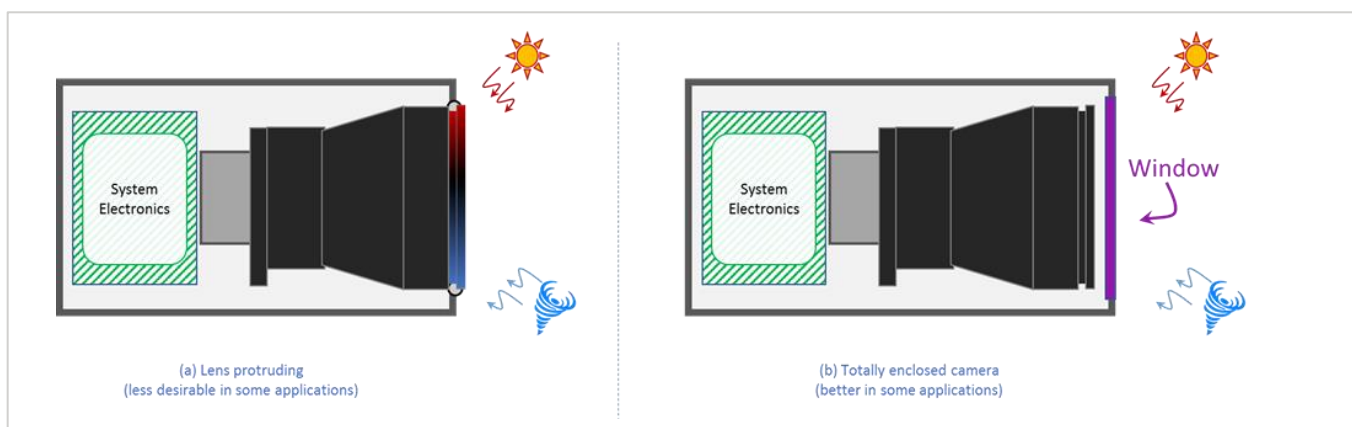 System
Electronics
(a) Lens protruding
(less desirable in some applications)
System
Electronics
Window
(b) Totally enclosed camera
(better in some applications)